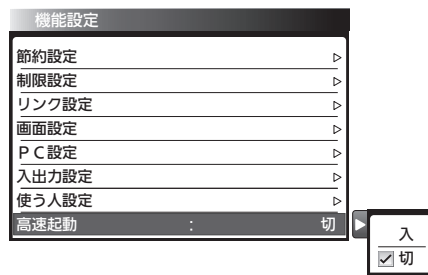 機能設定
節約設定
制限設定
リンク設定
画面設定
ＰＣ設定
入出力設定
使う人設定
高速起動 : 切
入
切